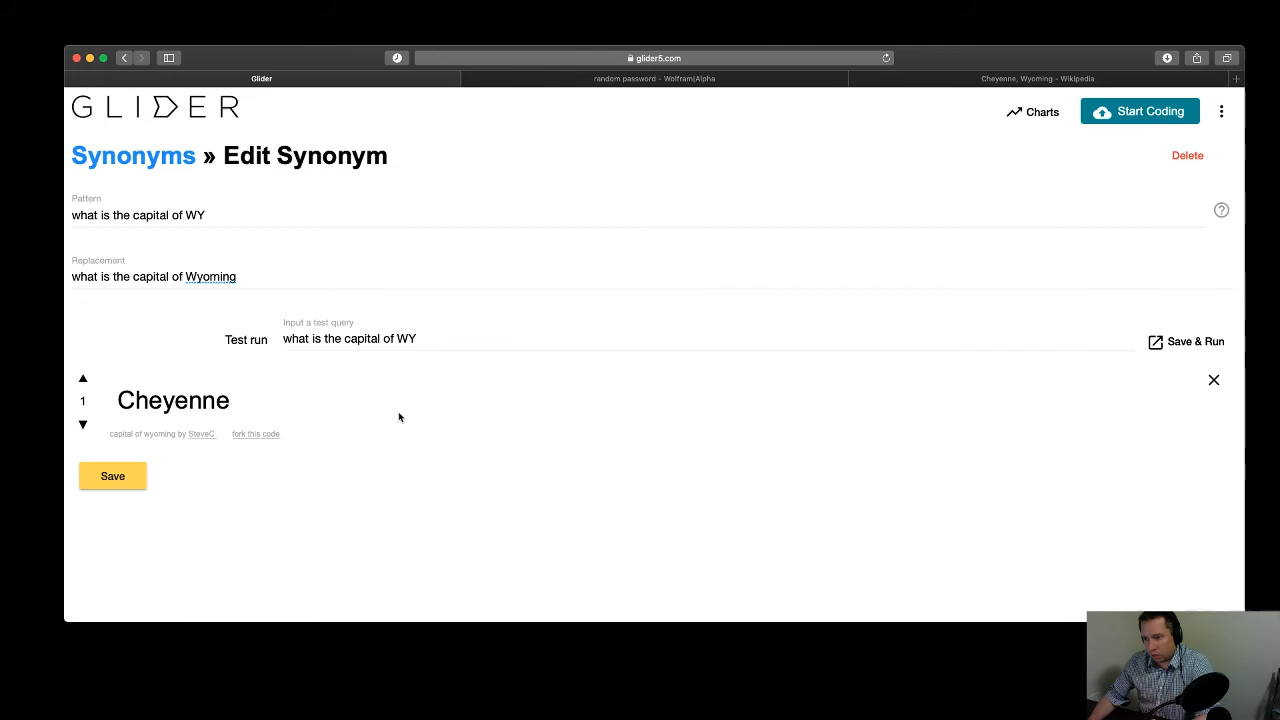 glider5.com
Glider
random password - Wolfram|Alpha
Cheyenne, Wyoming - Wikipedia
GLIDER
Charts
Start Coding
Synonyms » Edit Synonym
Delete
Pattern
what is the capital of WY
Replacement
what is the capital of Wyoming
Input a test query
Test run
what is the capital of WY
Save & Run
1
Cheyenne
capital of wyoming by SteveC
fork this code
Save